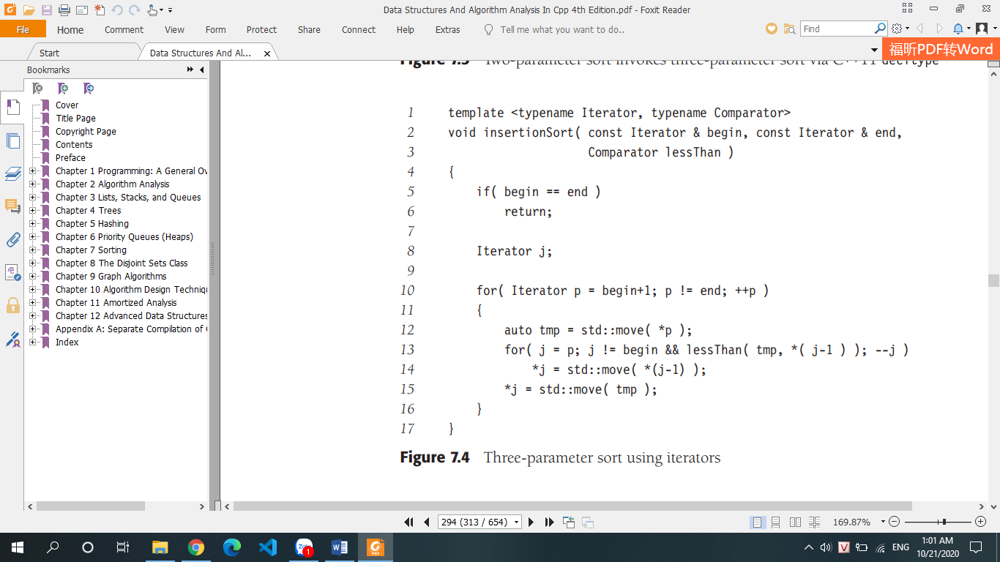 Data Structures And Algorithm Analysis In Cpp 4th Edition.pdf - Foxit Reader
File Home Comment View Form Protect Share Connect Help Extras Tell me what you want to do.. Find
Start Data Structures And Al... 福昕PDF转Word
Bookmarks
Cover
Title Page
Copyright Page
Contents
Preface
Chapter 1 Programming: A General Ov
Chapter 2 Algorithm Analysis
Chapter 3 Lists, Stacks, and Queues
Chapter 4 Trees
Chapter 5 Hashing
Chapter 6 Priority Queues (Heaps)
Chapter 7 Sorting
Chapter 8 The Disjoint Sets Class
Chapter 9 Graph Algorithms
Chapter 10 Algorithm Design Techniqu
Chapter 11 Amortized Analysis
Chapter 12 Advanced Data Structures
Appendix A: Separate Compilation of
Index
Figure 7.3 Two-parameter sort invokes three-parameter sort via C++11 decltype
1 template <typename Iterator, typename Comparator>
2 void insertionSort( const Iterator & begin, const Iterator & end,
3 Comparator lessThan )
4 {
5 if( begin == end )
6 return;
7
8 Iterator j;
9
10 for( Iterator p = begin+1; p != end; ++p )
11 {
12 auto tmp = std::move( *p );
13 for( j = p; j != begin && lessThan( tmp, *( j-1 ) ); --j )
14 *j = std::move( *(j-1) );
15 *j = std::move( tmp );
16 }
17 }
Figure 7.4 Three-parameter sort using iterators
294 (313 / 654) 169.87%
Zalo 1 W PDF V ENG 1:01 AM
10/21/2020